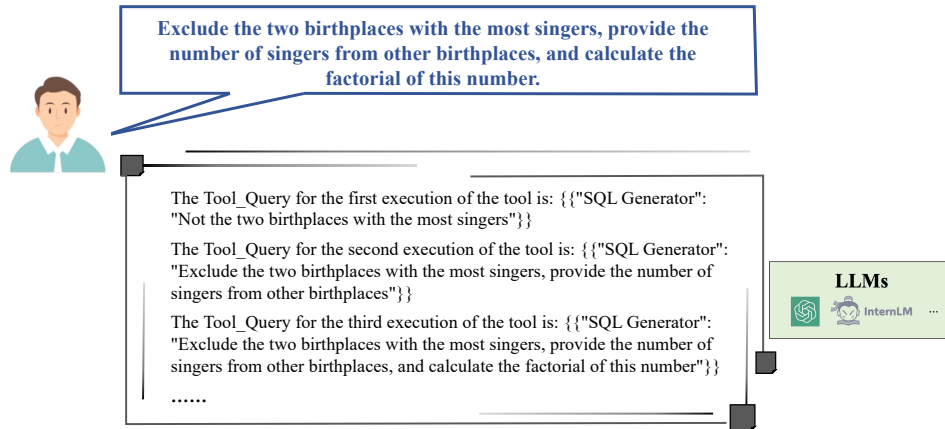 Exclude the two birthplaces with the most singers, provide the
number of singers from other birthplaces, and calculate the
factorial of this number.
The Tool_Query for the first execution of the tool is: {{"SQL Generator":
"Not the two birthplaces with the most singers"}}
The Tool_Query for the second execution of the tool is: {{"SQL Generator":
"Exclude the two birthplaces with the most singers, provide the number of
singers from other birthplaces"}}
The Tool_Query for the third execution of the tool is: {{"SQL Generator":
"Exclude the two birthplaces with the most singers, provide the number of
singers from other birthplaces, and calculate the factorial of this number"}}
......
LLMs
InternLM ...